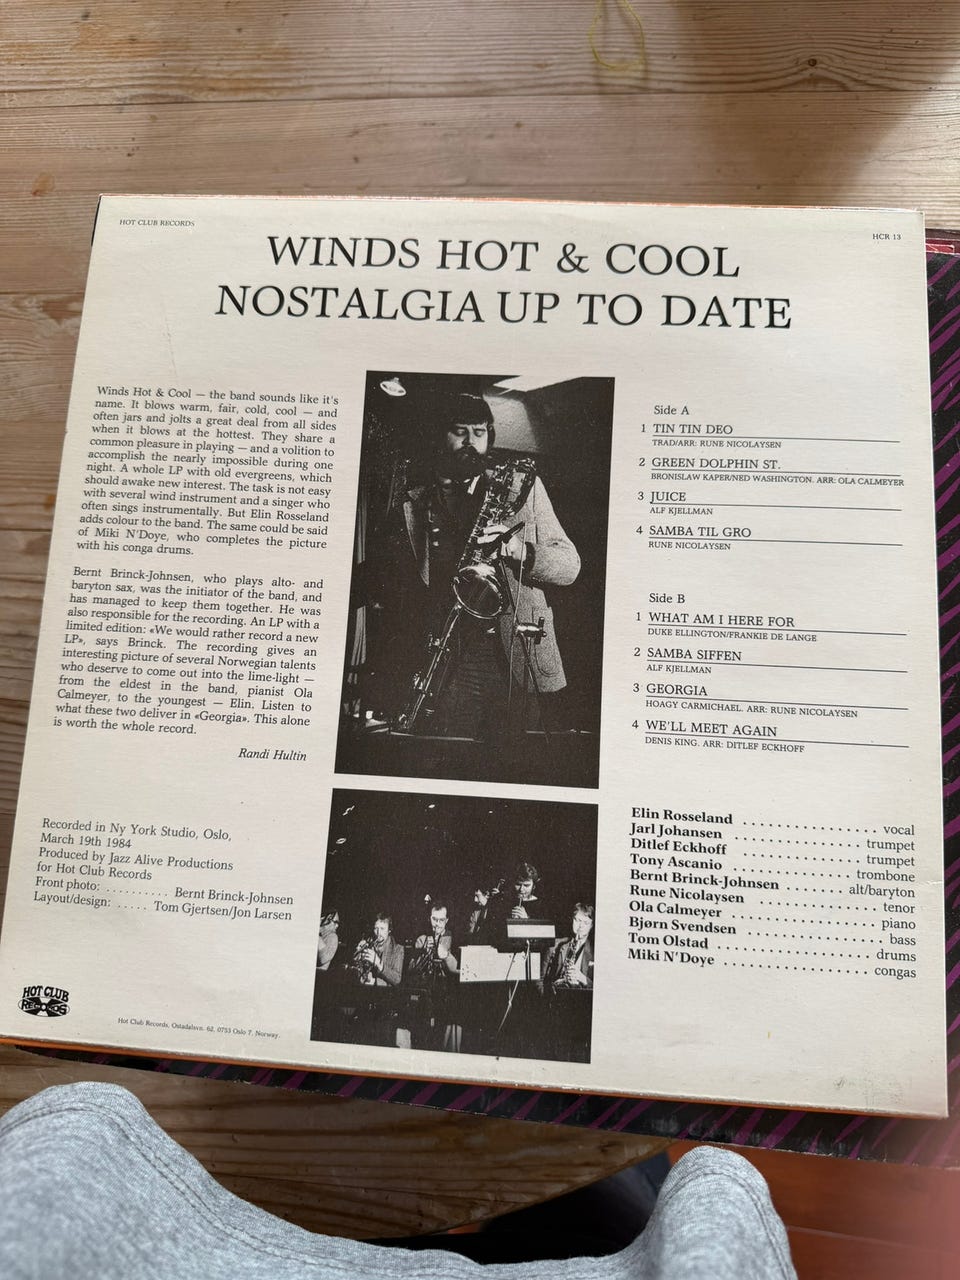 HOT CLUB RECORDS
HCR 13
WINDS HOT & COOL
NOSTALGIA UP TO DATE
Winds Hot & Cool — the band sounds like it's
name. It blows warm, fair, cold, cool — and
often jars and jolts a great deal from all sides
when it blows at the hottest. They share a
common pleasure in playing — and a volition to
accomplish the nearly impossible during one
night. A whole LP with old evergreens, which
should awake new interest. The task is not easy
with several wind instrument and a singer who
often sings instrumentally. But Elin Rosseland
adds colour to the band. The same could be said
of Miki N'Doye, who completes the picture
with his conga drums.
Bernt Brinck-Johnsen, who plays alto- and
baryton sax, was the initiator of the band, and
has managed to keep them together. He was
also responsible for the recording. An LP with a
limited edition: «We would rather record a new
LP», says Brinck. The recording gives an
interesting picture of several Norwegian talents
who deserve to come out into the lime-light —
from the eldest in the band, pianist Ola
Calmeyer, to the youngest — Elin. Listen to
what these two deliver in «Georgia». This alone
is worth the whole record.
Randi Hultin
Recorded in Ny York Studio, Oslo,
March 19th 1984
Produced by Jazz Alive Productions
for Hot Club Records
Front photo: .......... Bernt Brinck-Johnsen
Layout/design: ..... Tom Gjertsen/Jon Larsen
HOT CLUB
RECORDS
Hot Club Records, Ostadalsvn. 62, 0753 Oslo 7, Norway.
Side A
1 TIN TIN DEO
TRAD/ARR: RUNE NICOLAYSEN
2 GREEN DOLPHIN ST.
BRONISLAW KAPER/NED WASHINGTON. ARR: OLA CALMEYER
3 JUICE
ALF KJELLMAN
4 SAMBA TIL GRO
RUNE NICOLAYSEN
Side B
1 WHAT AM I HERE FOR
DUKE ELLINGTON/FRANKIE DE LANGE
2 SAMBA SIFFEN
ALF KJELLMAN
3 GEORGIA
HOAGY CARMICHAEL. ARR: RUNE NICOLAYSEN
4 WE'LL MEET AGAIN
DENIS KING. ARR: DITLEF ECKHOFF
Elin Rosseland ................ vocal
Jarl Johansen ............... trumpet
Ditlef Eckhoff .............. trumpet
Tony Ascanio .............. trombone
Bernt Brinck-Johnsen ....... alt/baryton
Rune Nicolaysen .............. tenor
Ola Calmeyer ................. piano
Bjørn Svendsen ................ bass
Tom Olstad ................... drums
Miki N'Doye ................ congas